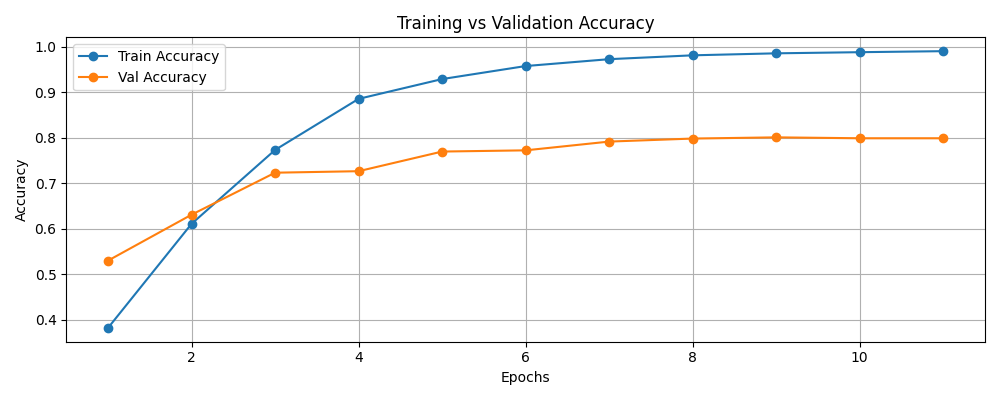 Training vs Validation Accuracy
Train Accuracy
Val Accuracy
Accuracy
1.0
0.9
0.8
0.7
0.6
0.5
0.4
2 4 6 8 10
Epochs